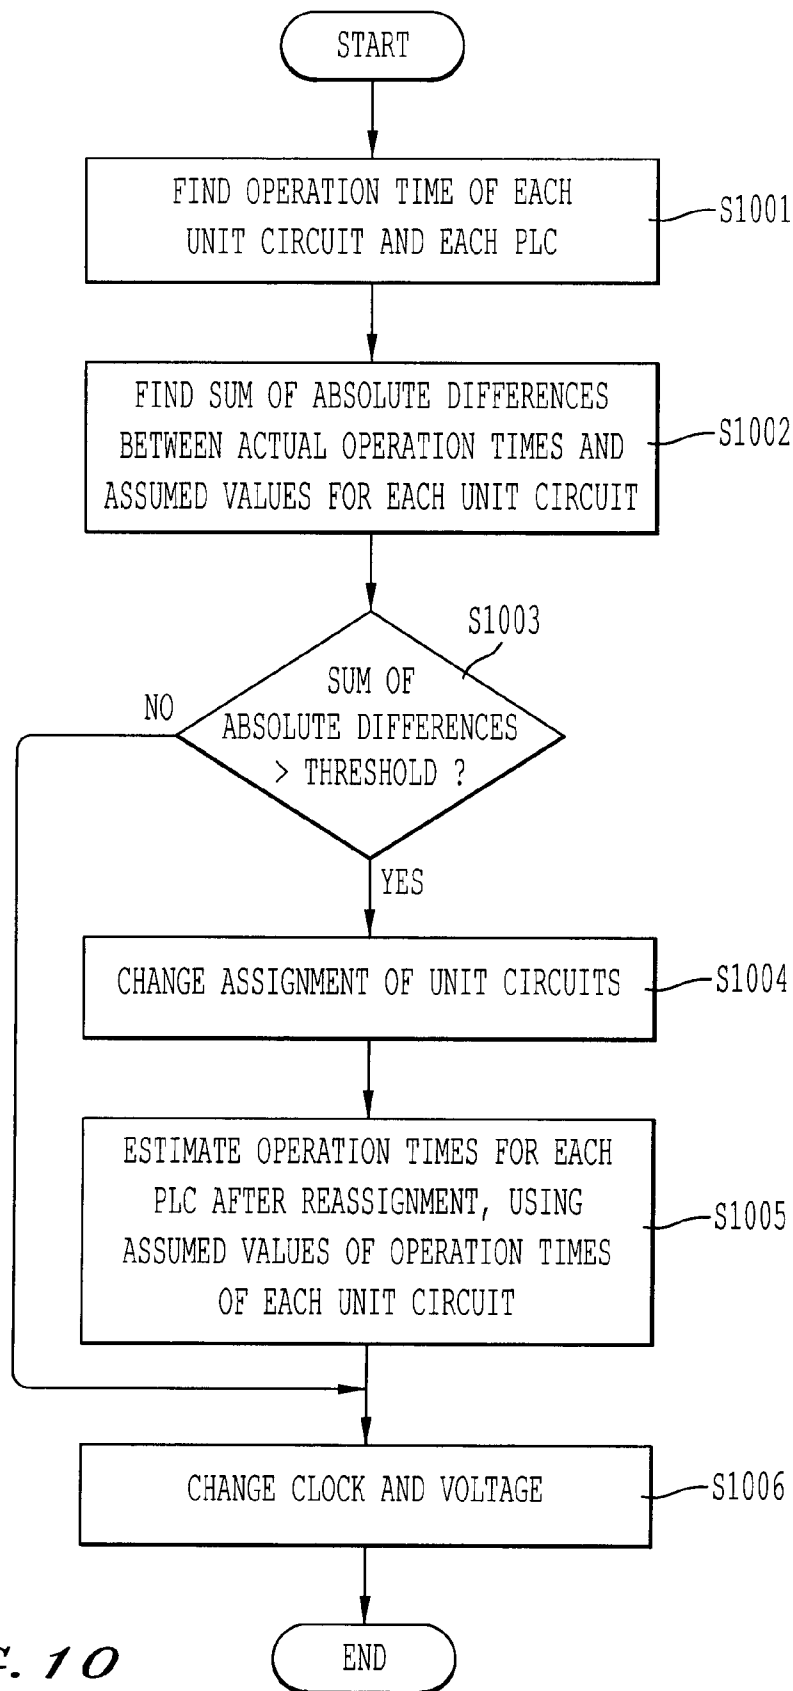 START
FIND OPERATION TIME OF EACH
UNIT CIRCUIT AND EACH PLC
S1001
FIND SUM OF ABSOLUTE DIFFERENCES
BETWEEN ACTUAL OPERATION TIMES AND
ASSUMED VALUES FOR EACH UNIT CIRCUIT
S1002
S1003
SUM OF
ABSOLUTE DIFFERENCES
> THRESHOLD ?
NO
YES
CHANGE ASSIGNMENT OF UNIT CIRCUITS
S1004
ESTIMATE OPERATION TIMES FOR EACH
PLC AFTER REASSIGNMENT, USING
ASSUMED VALUES OF OPERATION TIMES
OF EACH UNIT CIRCUIT
S1005
CHANGE CLOCK AND VOLTAGE
S1006
END
. 10